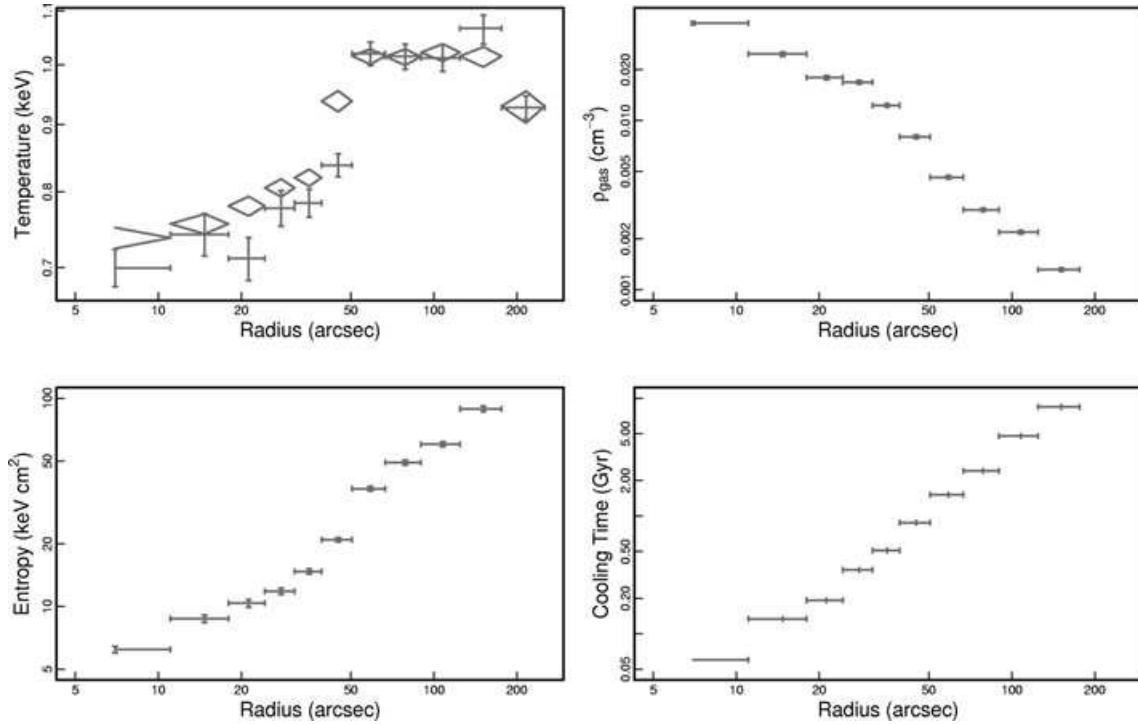 1.1
1.0
0.9
0.8
0.7
Temperature (keV)
5 10 20 50 100 200
Radius (arcsec)
0.020
0.010
0.005
0.002
0.001
ρgas (cm−3)
5 10 20 50 100 200
Radius (arcsec)
100
50
20
10
5
Entropy (keV cm2)
5 10 20 50 100 200
Radius (arcsec)
5.00
2.00
0.50
0.20
0.05
Cooling Time (Gyr)
5 10 20 50 100 200
Radius (arcsec)